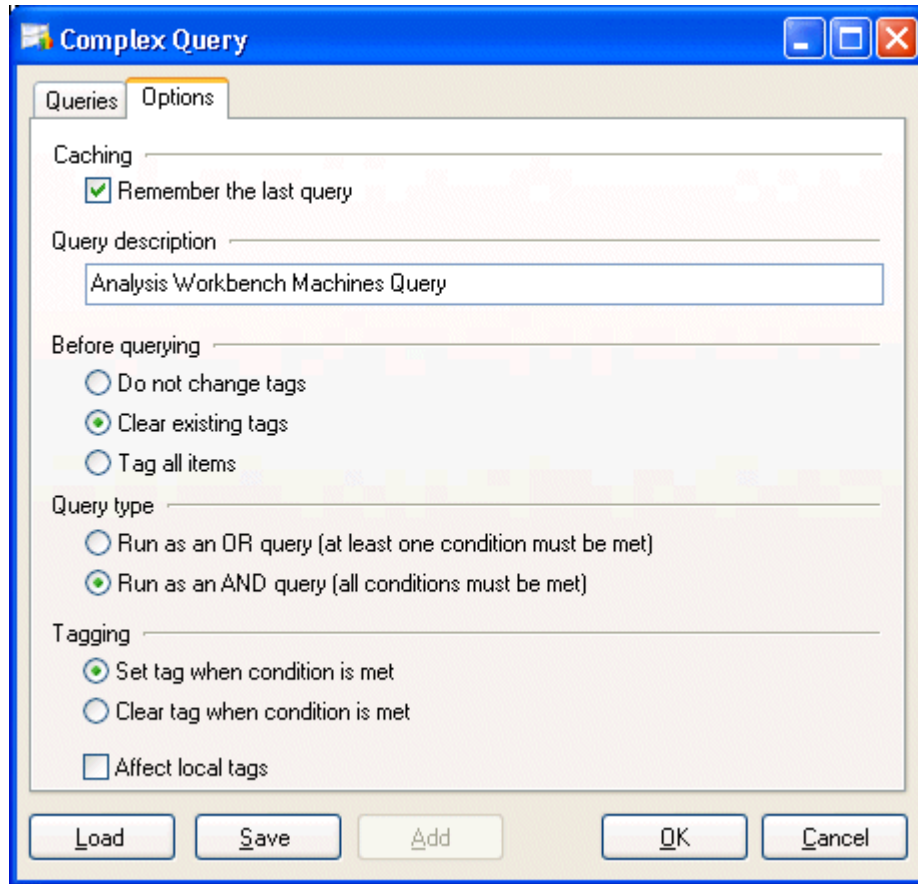 Complex Query
Queries Options
Caching
Remember the last query
Query description
Analysis Workbench Machines Query
Before querying
Do not change tags
Clear existing tags
Tag all items
Query type
Run as an OR query (at least one condition must be met)
Run as an AND query (all conditions must be met)
Tagging
Set tag when condition is met
Clear tag when condition is met
Affect local tags
Load Save Add OK Cancel